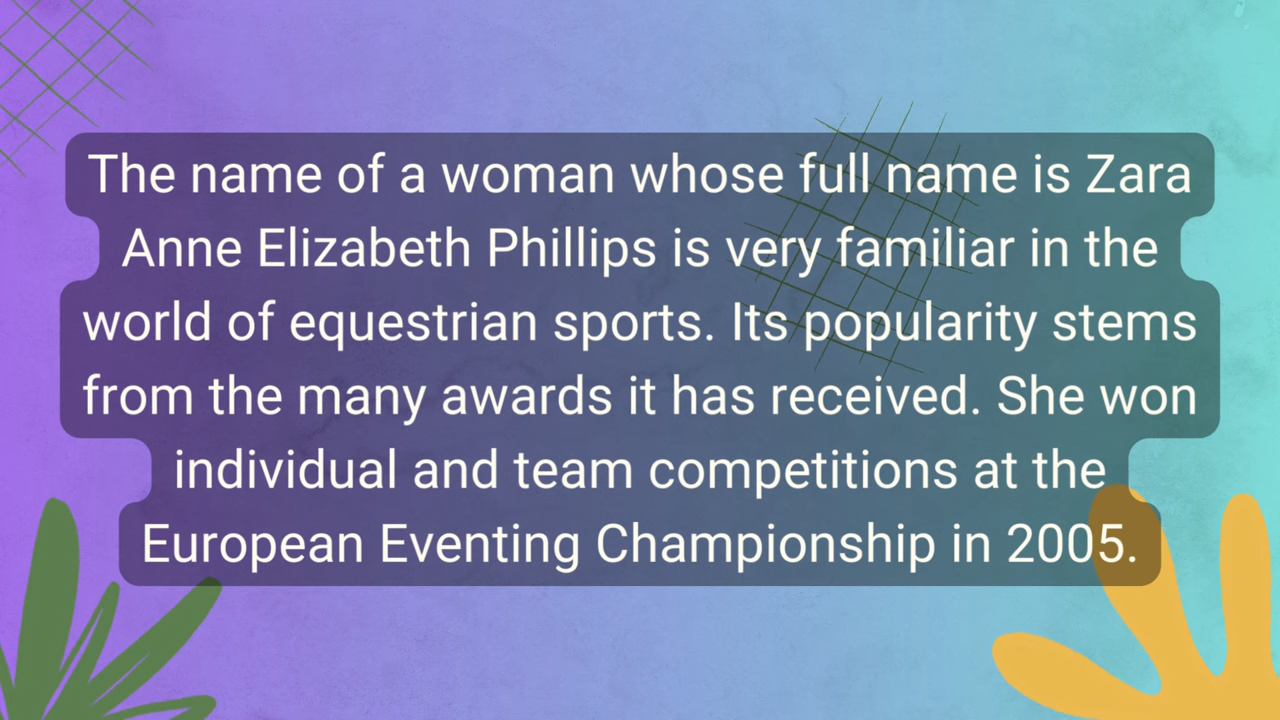 The name of a woman whose full name is Zara
Anne Elizabeth Phillips is very familiar in the
world of equestrian sports. Its popularity stems
from the many awards it has received. She won
individual and team competitions at the
European Eventing Championship in 2005.